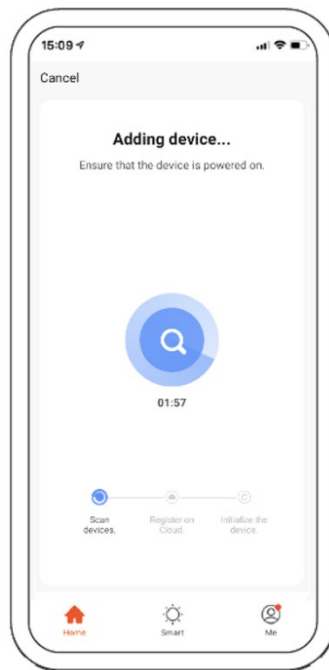 15:09
Cancel
Adding device...
Ensure that the device is powered on.
01:57
Scan
devices.
Register on
Cloud.
Initialize the
device.
Home
Smart
Me